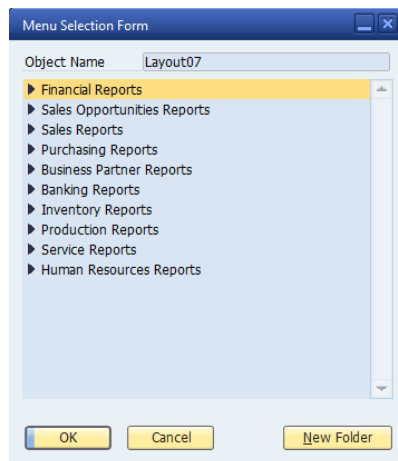 Menu Selection Form
Object Name Layout07
Financial Reports
Sales Opportunities Reports
Sales Reports
Purchasing Reports
Business Partner Reports
Banking Reports
Inventory Reports
Production Reports
Service Reports
Human Resources Reports
OK Cancel New Folder